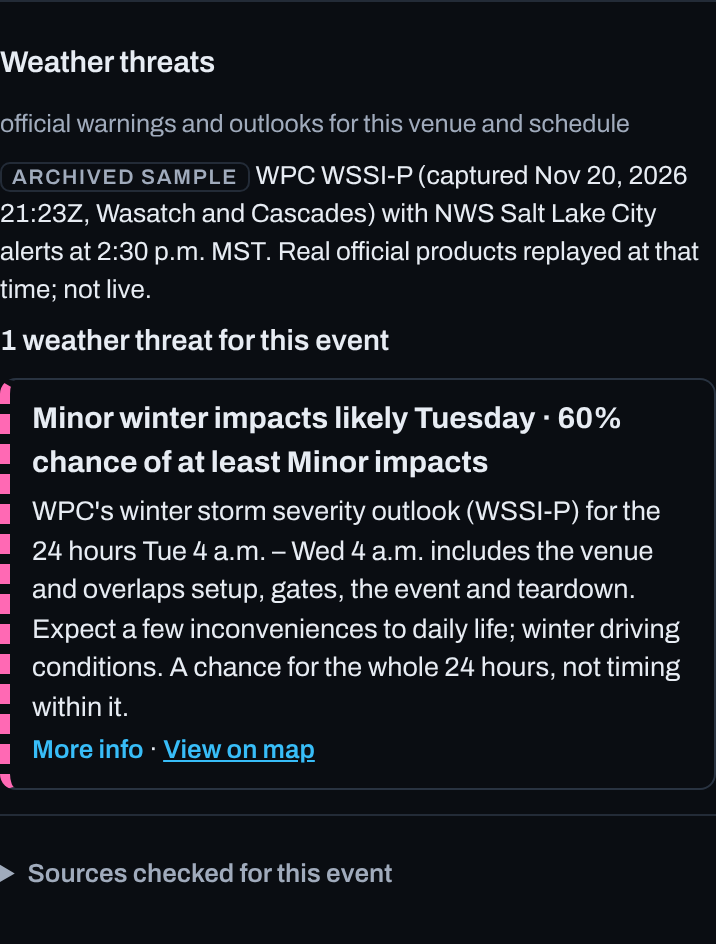 Weather threats
official warnings and outlooks for this venue and schedule
ARCHIVED SAMPLE WPC WSSI-P (captured Nov 20, 2026
21:23Z, Wasatch and Cascades) with NWS Salt Lake City
alerts at 2:30 p.m. MST. Real official products replayed at that
time; not live.
1 weather threat for this event
Minor winter impacts likely Tuesday · 60%
chance of at least Minor impacts
WPC's winter storm severity outlook (WSSI-P) for the
24 hours Tue 4 a.m. – Wed 4 a.m. includes the venue
and overlaps setup, gates, the event and teardown.
Expect a few inconveniences to daily life; winter driving
conditions. A chance for the whole 24 hours, not timing
within it.
More info · View on map
Sources checked for this event